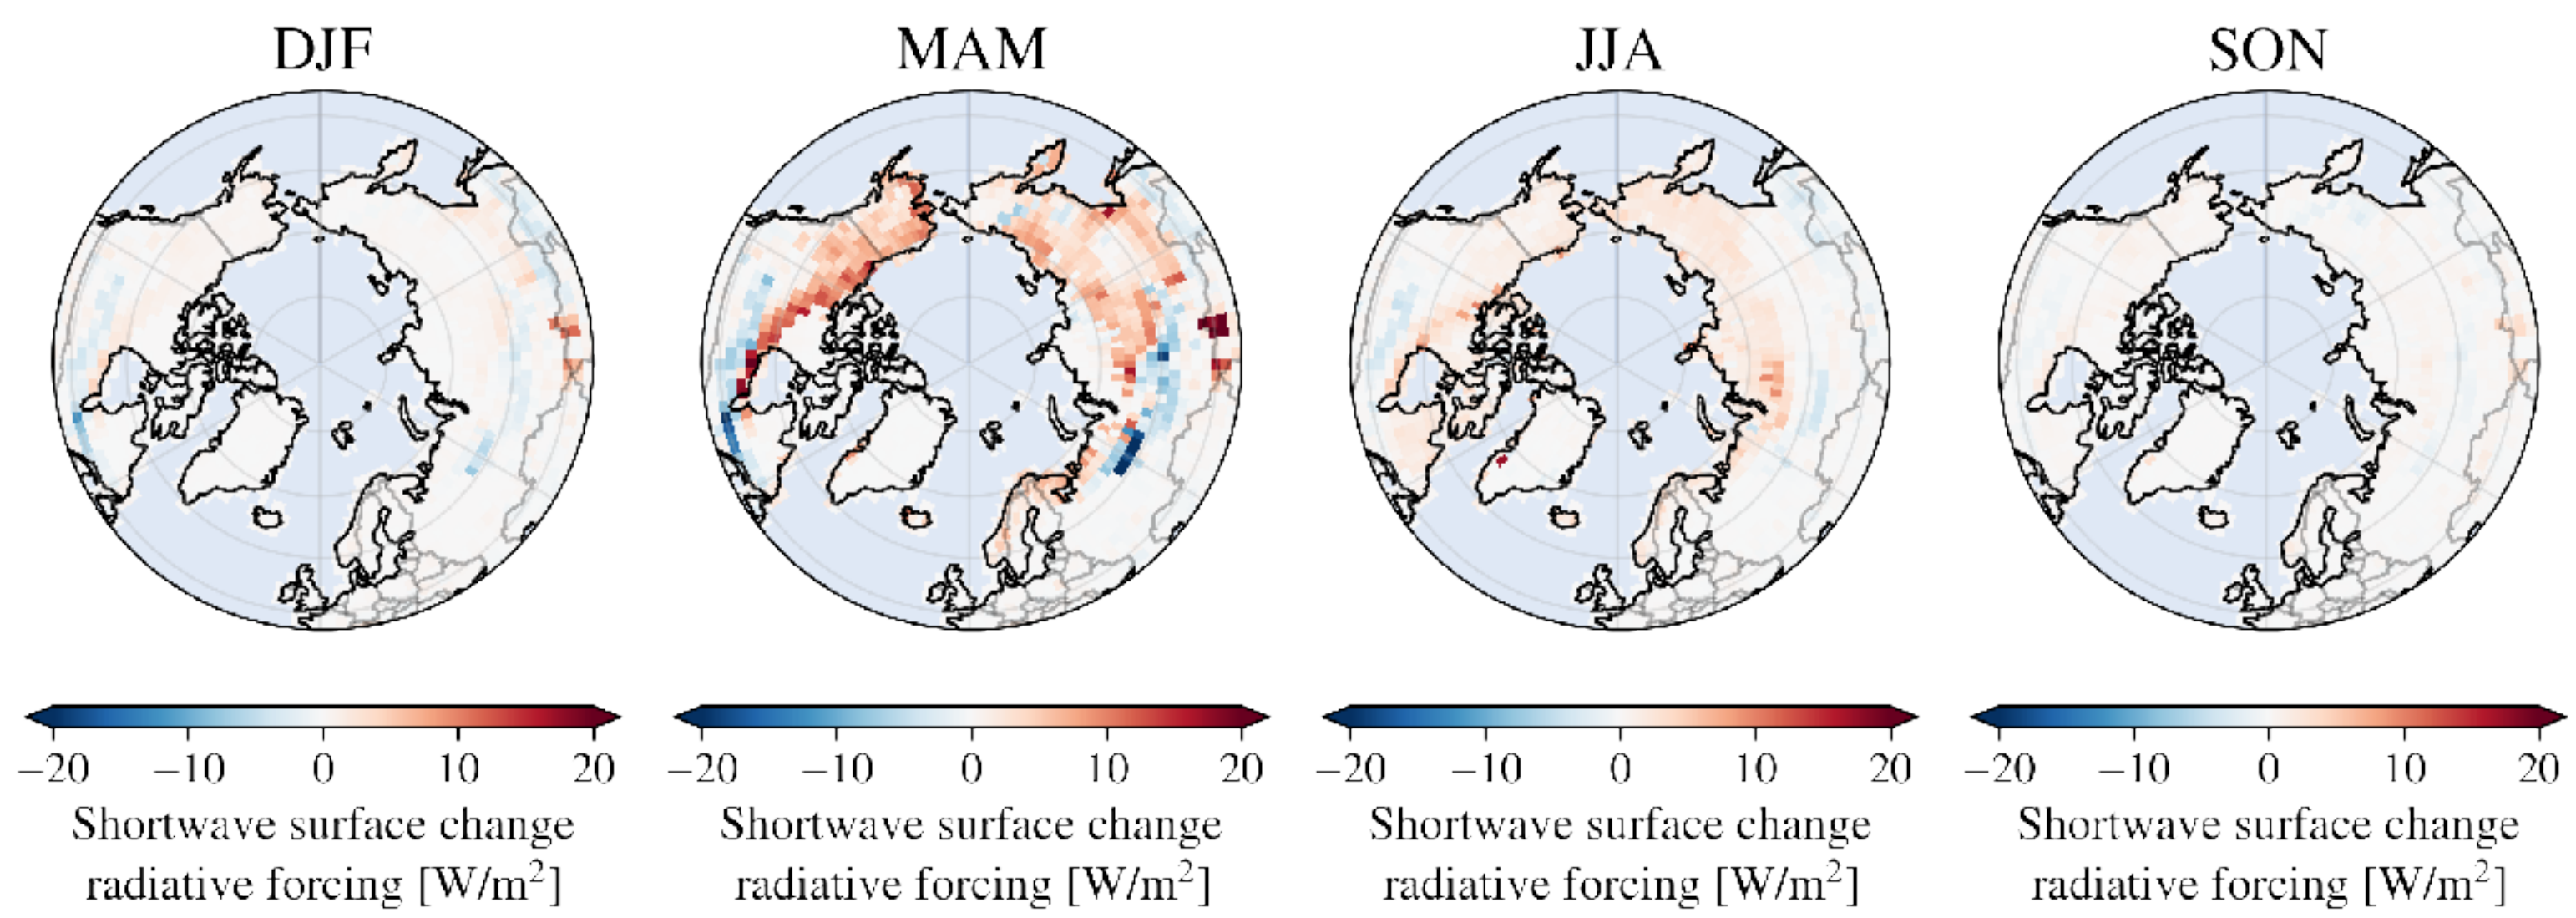 DJF MAM JJA SON
−20 −10 0 10 20 −20 −10 0 10 20 −20 −10 0 10 20 −20 −10 0 10 20
Shortwave surface change Shortwave surface change Shortwave surface change Shortwave surface change
radiative forcing [W/m²] radiative forcing [W/m²] radiative forcing [W/m²] radiative forcing [W/m²]